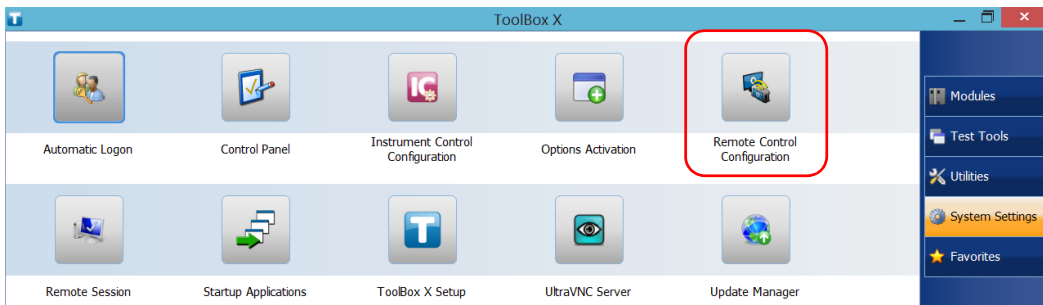 ToolBox X
Automatic Logon
Control Panel
Instrument Control
Configuration
Options Activation
Remote Control
Configuration
Remote Session
Startup Applications
ToolBox X Setup
UltraVNC Server
Update Manager
Modules
Test Tools
Utilities
System Settings
Favorites